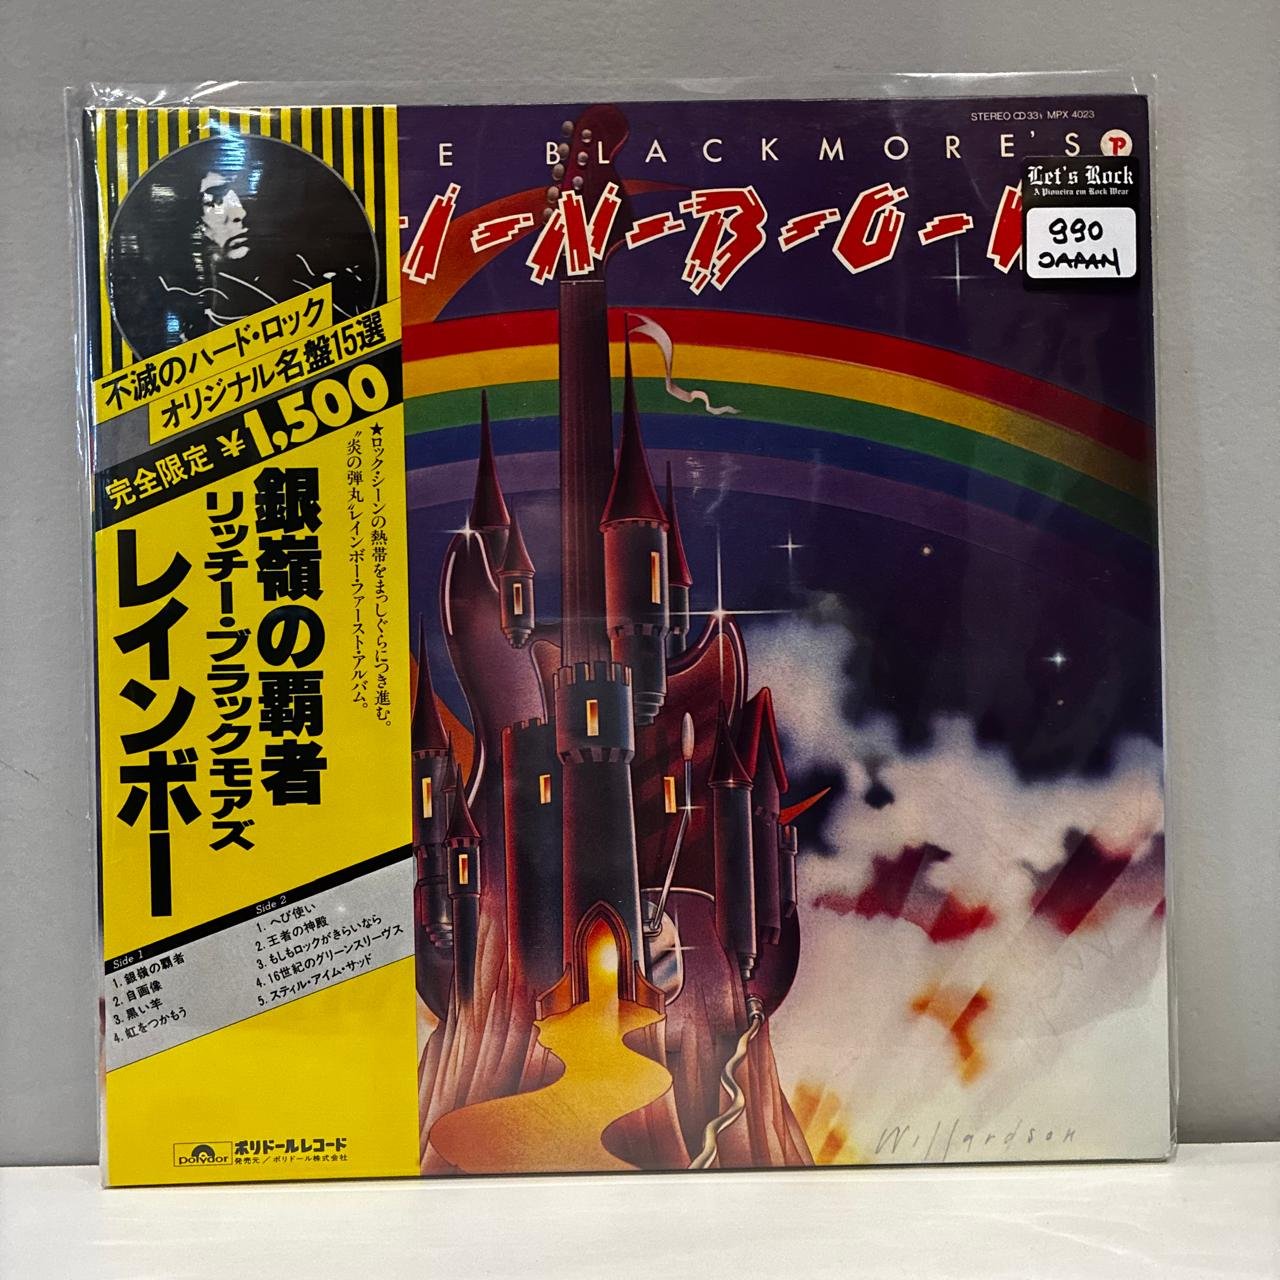 STEREO 33⅓ MPX 4023
E BLACKMORE'S
I-N-B-O-
P
Let's Rock
A Pioneira em Rock Wear
990
JAPAN
不滅のハード・ロック
オリジナル名盤15選
完全限定 ¥1,500
★ロック・シーンの熱帯をまっしぐらにつき進む。
"炎の弾丸"レインボー・ファースト・アルバム。
銀嶺の覇者
リッチー・ブラックモアズ
レインボー
Side 1
1. 銀嶺の覇者
2. 自画像
3. 黒い羊
4. 虹をつかもう
Side 2
1. へび使い
2. 王者の神殿
3. もしもロックがきらいなら
4. 16世紀のグリーンスリーヴス
5. スティル・アイム・サッド
polydor
ポリドールレコード
発売元/ポリドール株式会社
Willardson